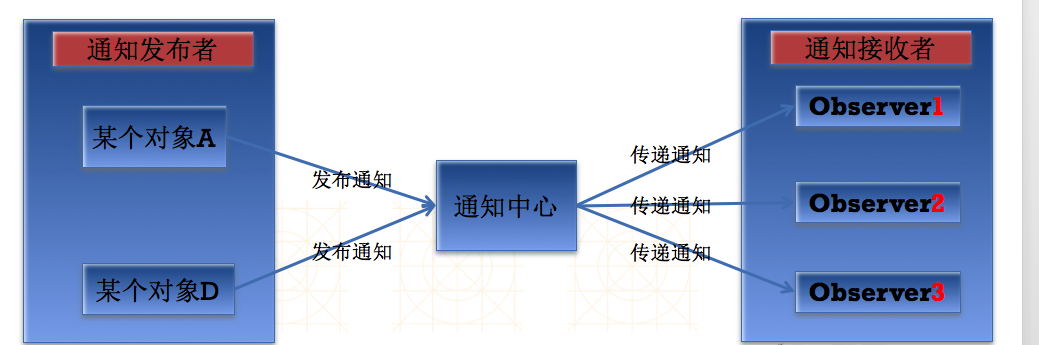 通知发布者
某个对象A
某个对象D
发布通知
发布通知
通知中心
传递通知
传递通知
传递通知
通知接收者
Observer1
Observer2
Observer3